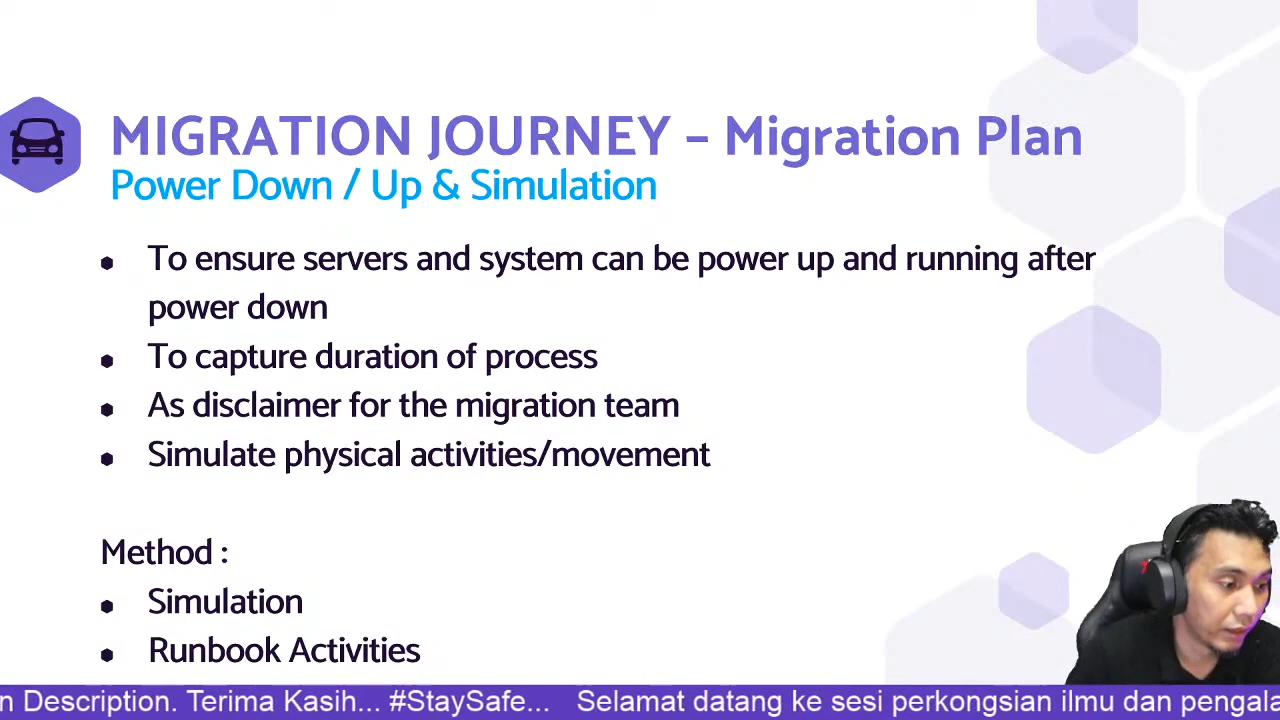 MIGRATION JOURNEY – Migration Plan
Power Down / Up & Simulation
To ensure servers and system can be power up and running after
power down
To capture duration of process
As disclaimer for the migration team
Simulate physical activities/movement
Method :
Simulation
Runbook Activities
n Description. Terima Kasih... #StaySafe... Selamat datang ke sesi perkongsian ilmu dan pengala